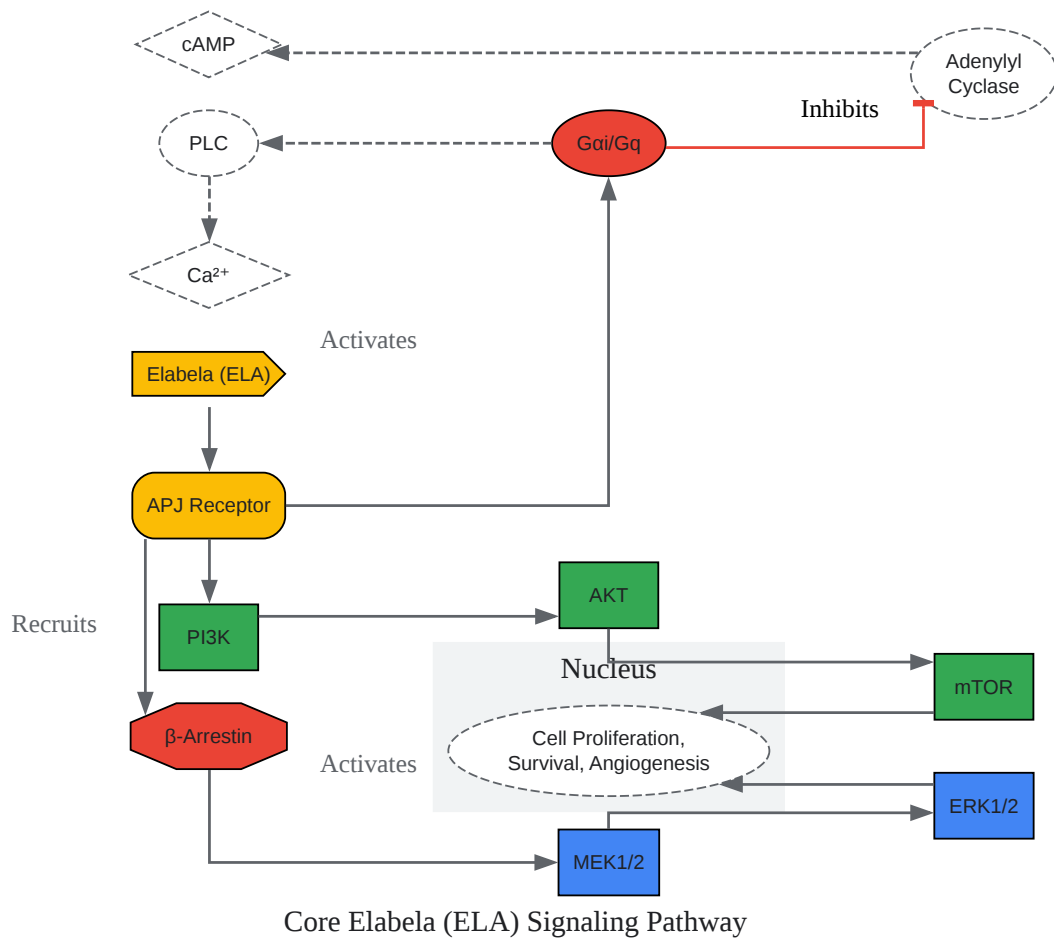 cAMP
Adenylyl
Cyclase
Inhibits
PLC
Gαi/Gq
Ca²⁺
Activates
Elabela (ELA)
APJ Receptor
AKT
Recruits
PI3K
Nucleus
mTOR
β-Arrestin
Cell Proliferation,
Survival, Angiogenesis
Activates
ERK1/2
MEK1/2
Core Elabela (ELA) Signaling Pathway